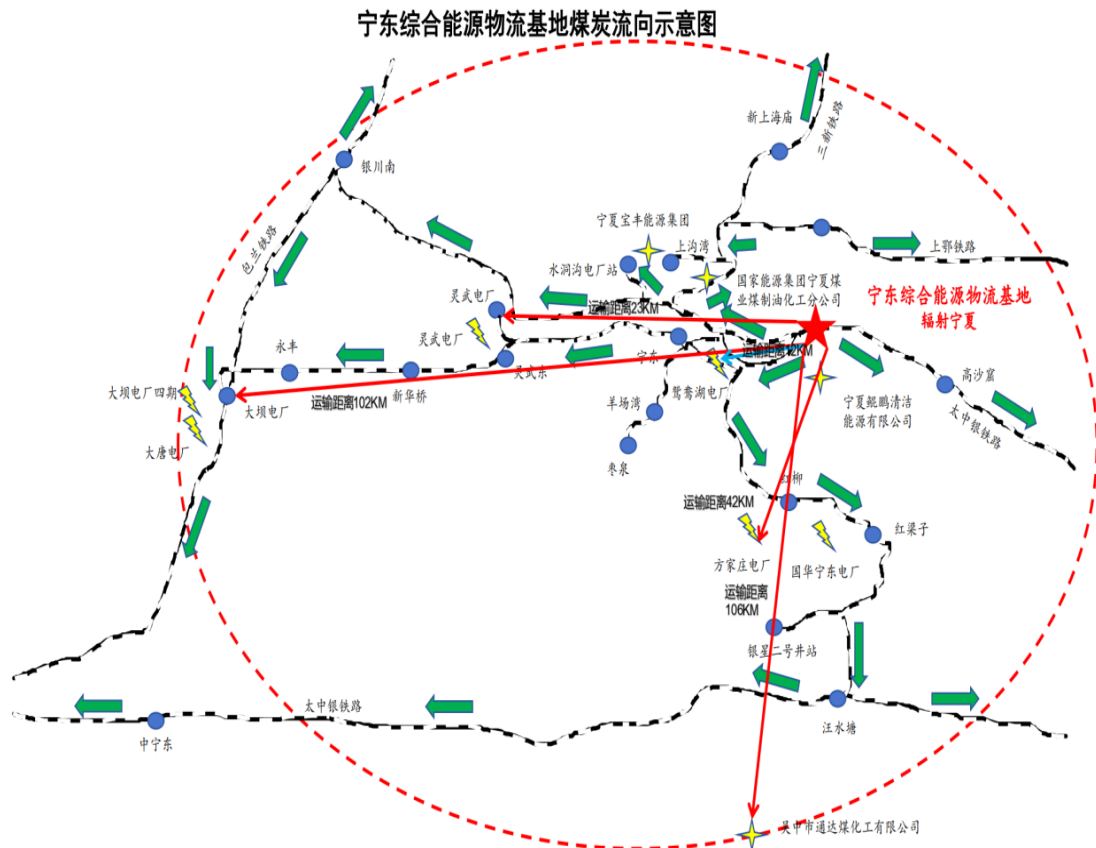 宁东综合能源物流基地煤炭流向示意图
新上海庙
三新铁路
银川南
宁夏宝丰能源集团
上沟湾
上鄂铁路
包兰铁路
水洞沟电厂站
国家能源集团宁夏煤
业煤制油化工分公司
宁东综合能源物流基地
辐射宁夏
灵武电厂
运输距离23KM
灵武电厂
永丰
宁东
运输距离12KM
灵武东
高沙窝
大坝电厂四期
大坝电厂
运输距离102KM
新华桥
鸳鸯湖电厂
羊场湾
宁夏鲲鹏清洁
能源有限公司
太中银铁路
大唐电厂
枣泉
红柳
运输距离42KM
红梁子
方家庄电厂
国华宁东电厂
运输距离
106KM
银星二号井站
太中银铁路
汪水塘
中宁东
吴中市通达煤化工有限公司